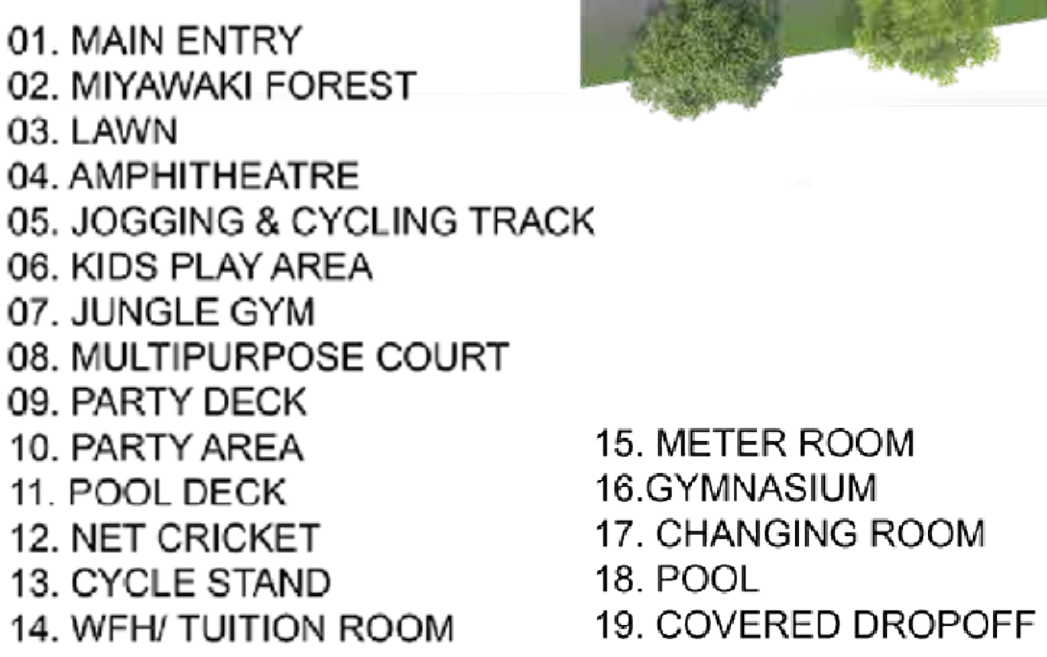 01. MAIN ENTRY
02. MIYAWAKI FOREST
03. LAWN
04. AMPHITHEATRE
05. JOGGING & CYCLING TRACK
06. KIDS PLAY AREA
07. JUNGLE GYM
08. MULTIPURPOSE COURT
09. PARTY DECK
10. PARTY AREA
11. POOL DECK
12. NET CRICKET
13. CYCLE STAND
14. WFH/ TUITION ROOM
15. METER ROOM
16.GYMNASIUM
17. CHANGING ROOM
18. POOL
19. COVERED DROPOFF